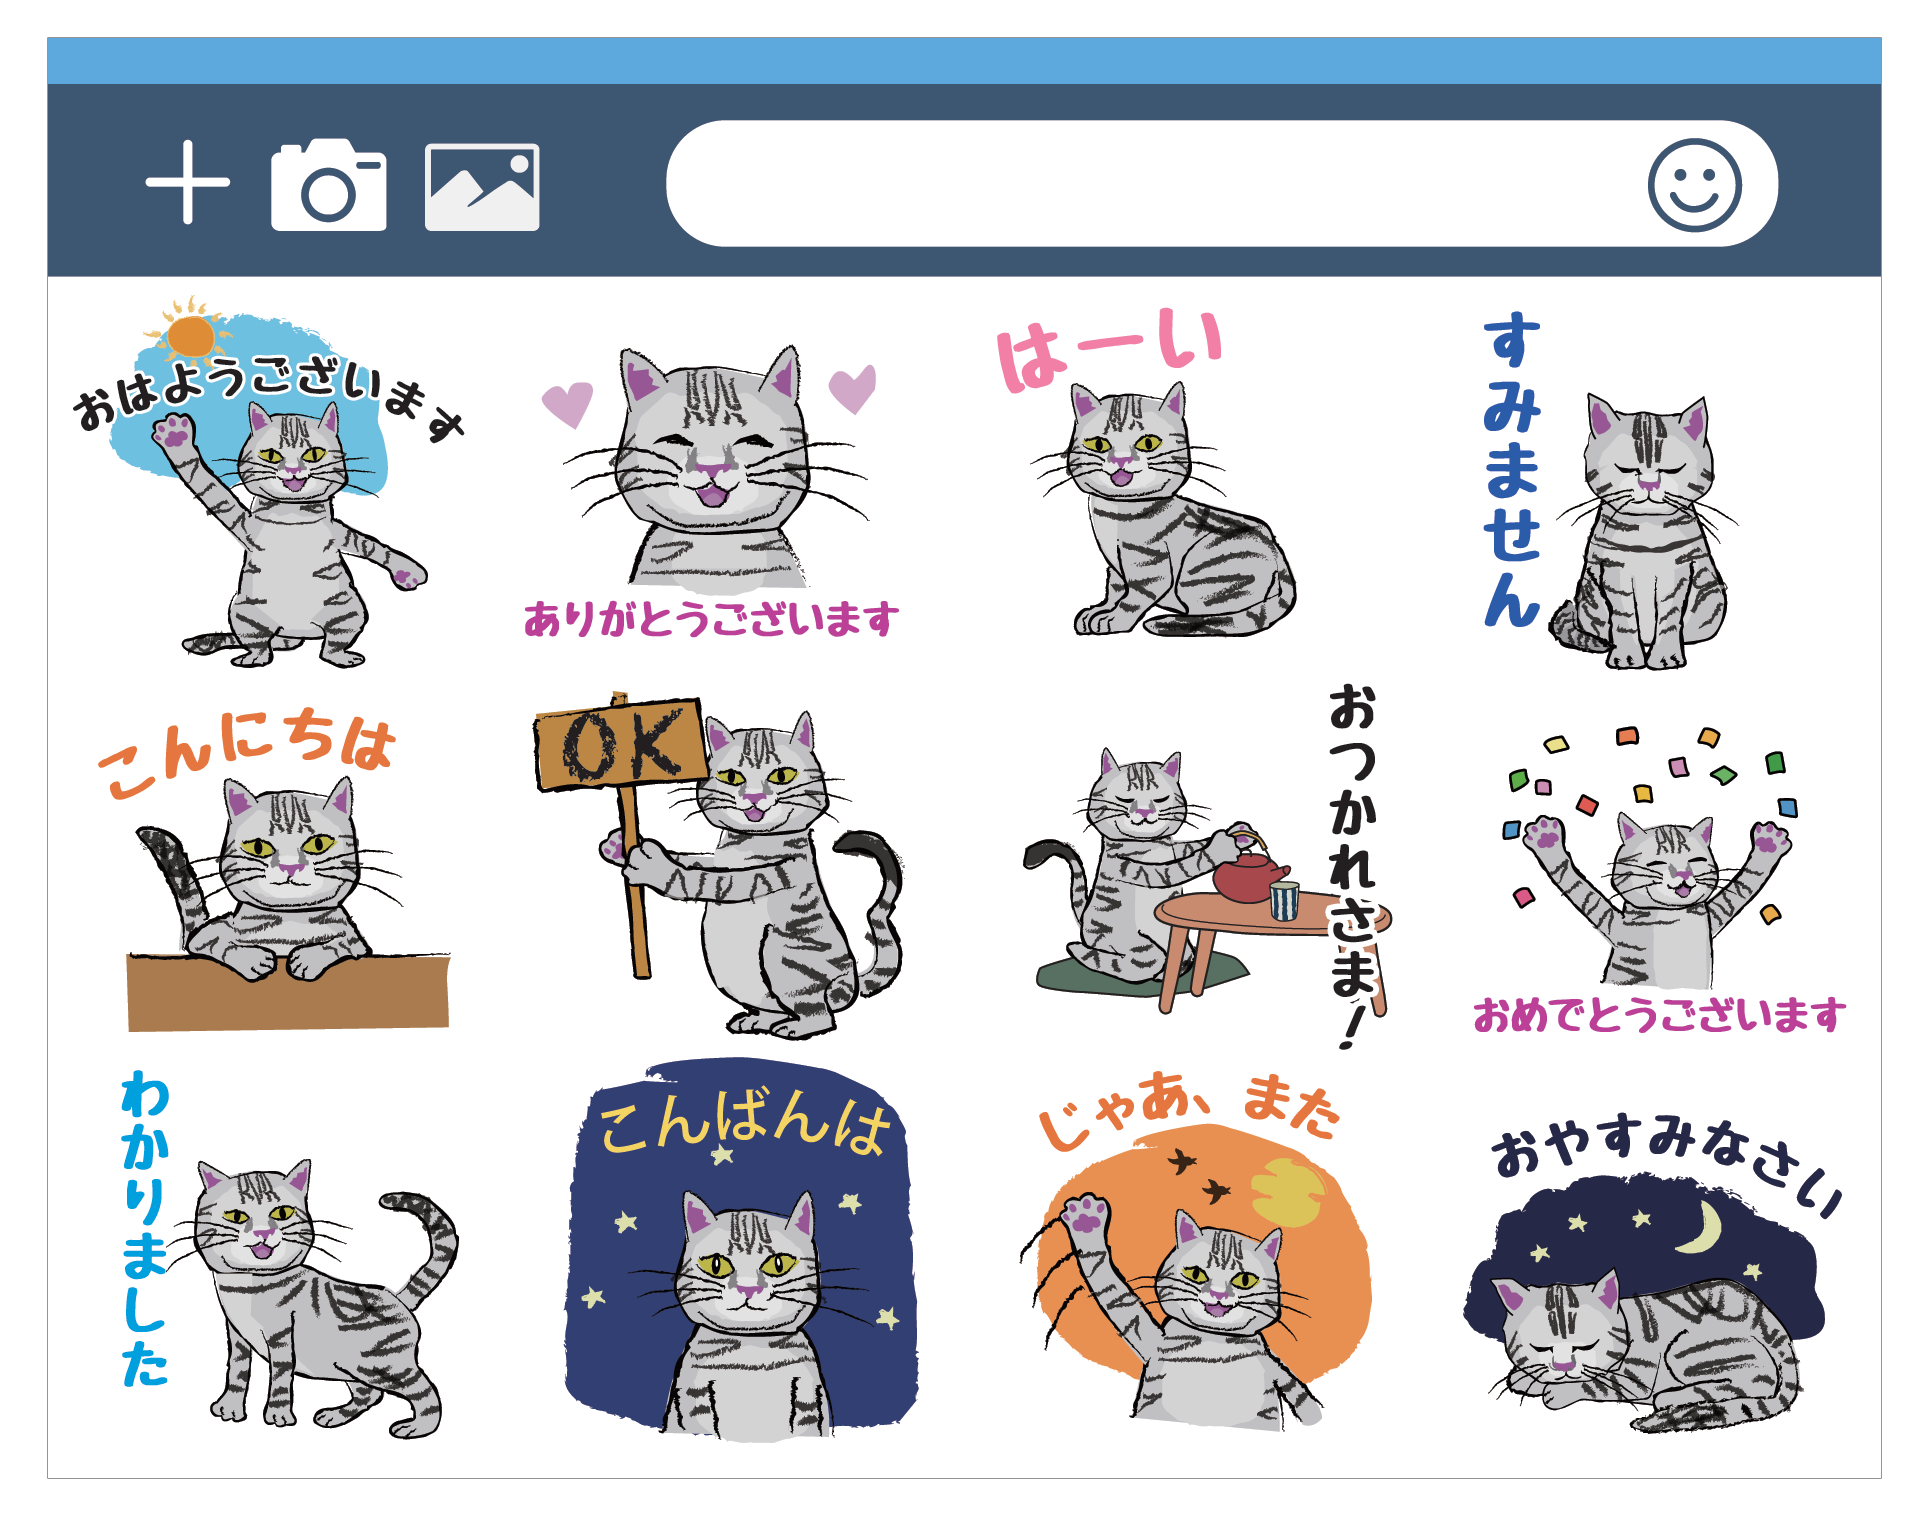 おはようございます
ありがとうございます
はーい
すみません
こんにちは
OK
おつかれさま!
おめでとうございます
わかりました
こんばんは
じゃあ、また
おやすみなさい